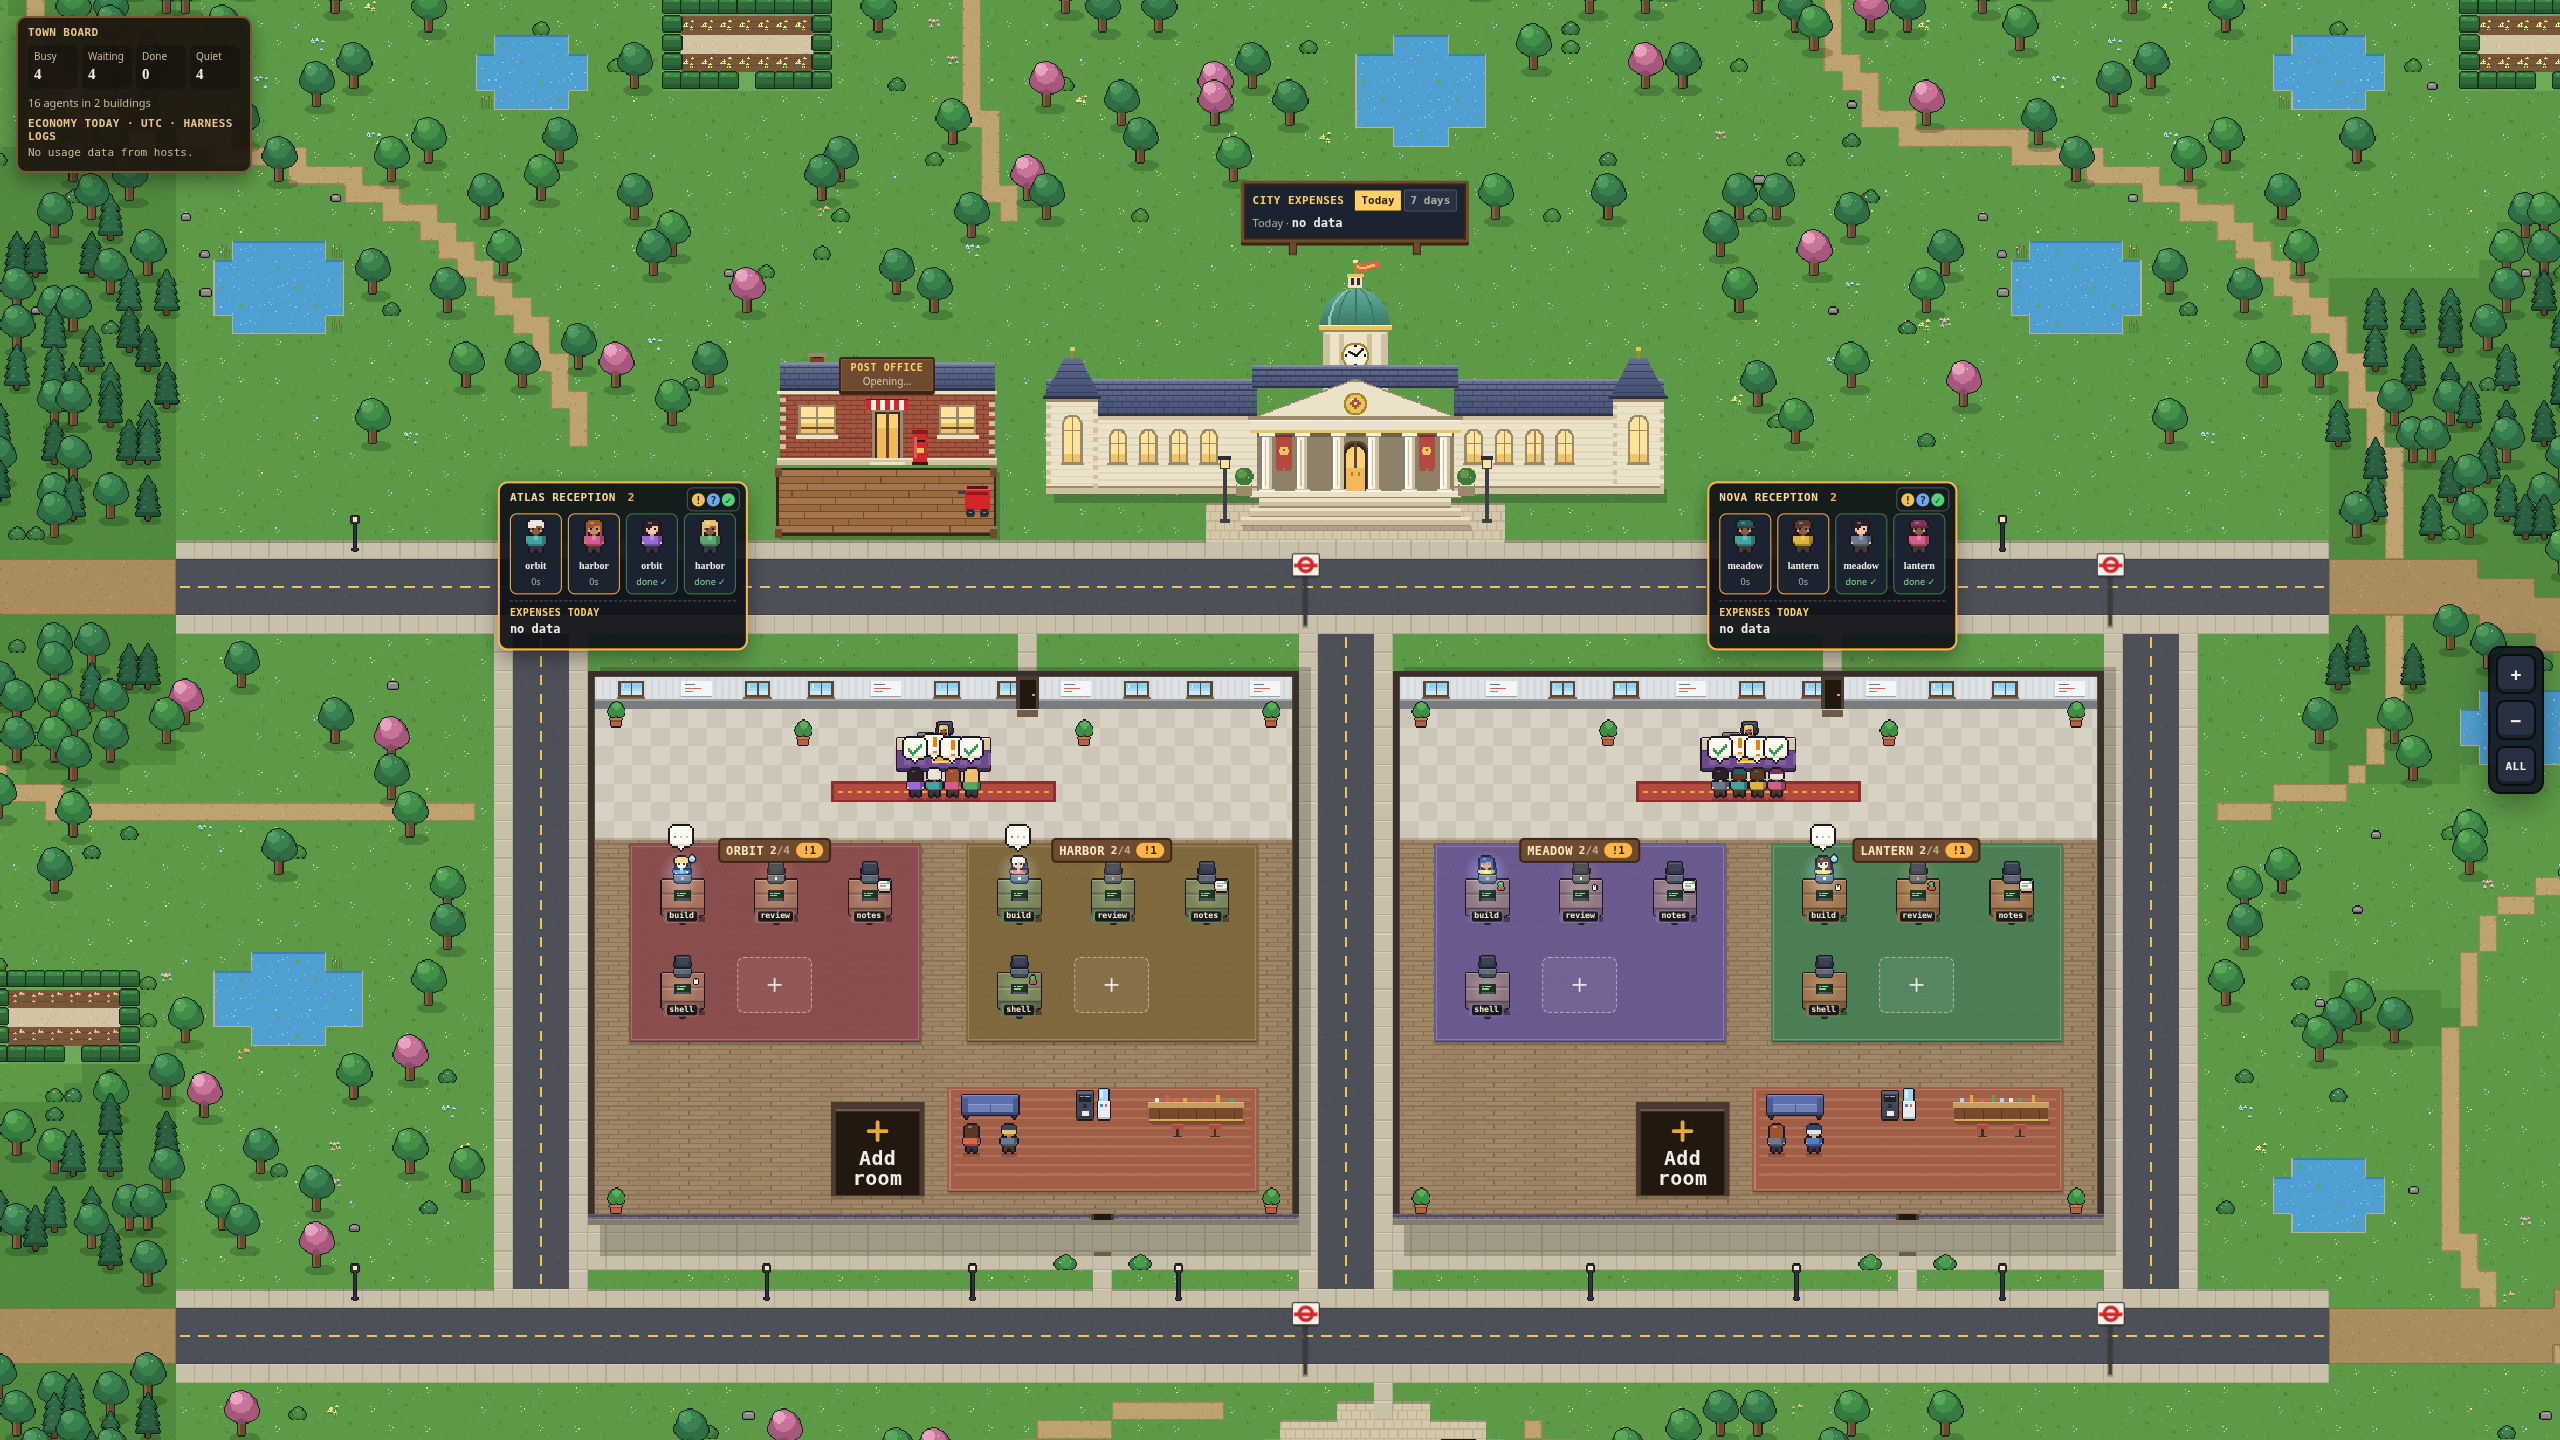 TOWN BOARD
Busy Waiting Done Quiet
4 4 0 4
16 agents in 2 buildings
ECONOMY TODAY · UTC · HARNESS
LOGS
No usage data from hosts.
CITY EXPENSES Today 7 days
Today · no data
POST OFFICE
Opening...
ATLAS RECEPTION 2 ! ? ✓
orbit harbor orbit harbor
0s 0s done ✓ done ✓
EXPENSES TODAY
no data
NOVA RECEPTION 2 ! ? ✓
meadow lantern meadow lantern
0s 0s done ✓ done ✓
EXPENSES TODAY
no data
+
−
ALL
ORBIT 2/4 !1
build review notes
shell +
HARBOR 2/4 !1
build review notes
shell +
MEADOW 2/4 !1
build review notes
shell +
LANTERN 2/4 !1
build review notes
shell +
+
Add
room
+
Add
room